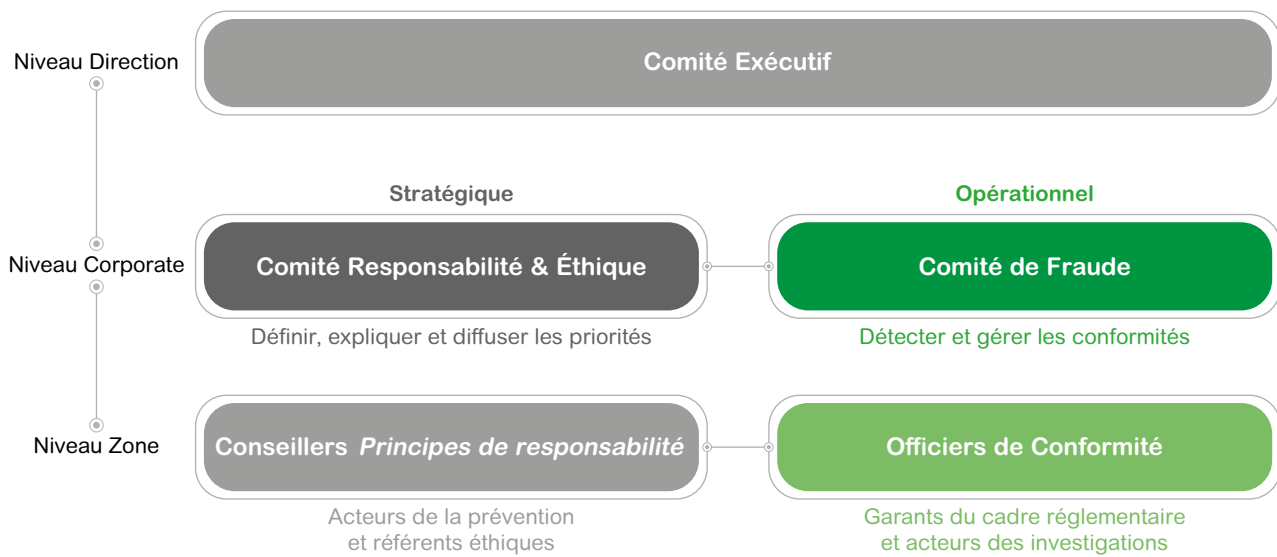 Niveau Direction
Comité Exécutif
Stratégique
Opérationnel
Niveau Corporate
Comité Responsabilité & Éthique
Comité de Fraude
Définir, expliquer et diffuser les priorités
Détecter et gérer les conformités
Niveau Zone
Conseillers Principes de responsabilité
Officiers de Conformité
Acteurs de la prévention
et référents éthiques
Garants du cadre réglementaire
et acteurs des investigations